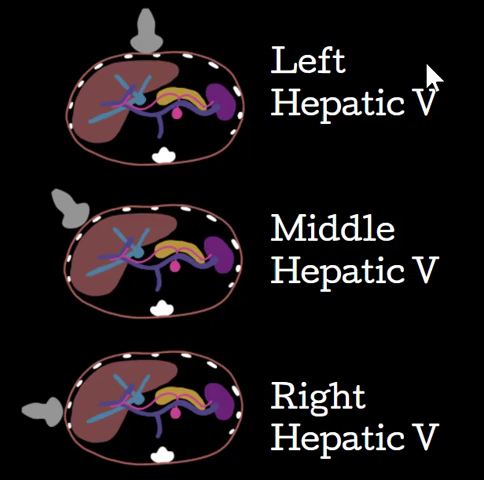 Left
Hepatic V
Middle
Hepatic V
Right
Hepatic V